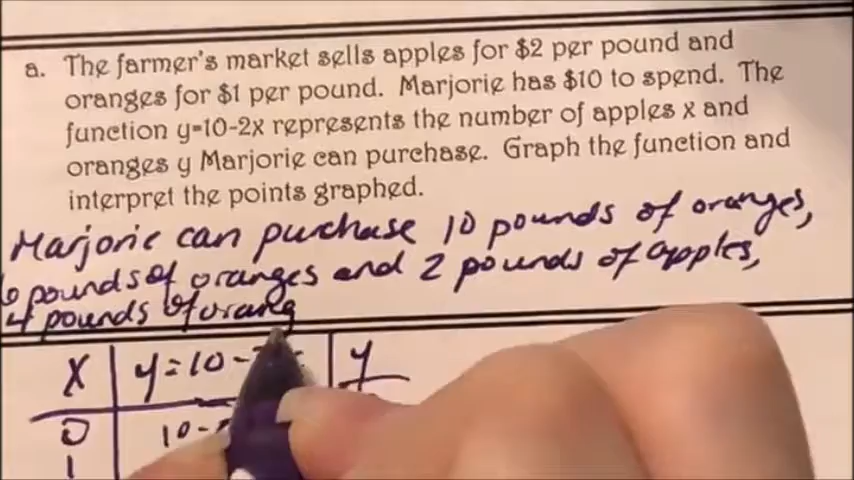 a. The farmer's market sells apples for $2 per pound and
oranges for $1 per pound. Marjorie has $10 to spend. The
function y=10-2x represents the number of apples x and
oranges y Marjorie can purchase. Graph the function and
interpret the points graphed.
Marjorie can purchase 10 pounds of oranges,
6 pounds of oranges and 2 pounds of apples,
4 pounds of orang
X y=10- y
0 10-
1